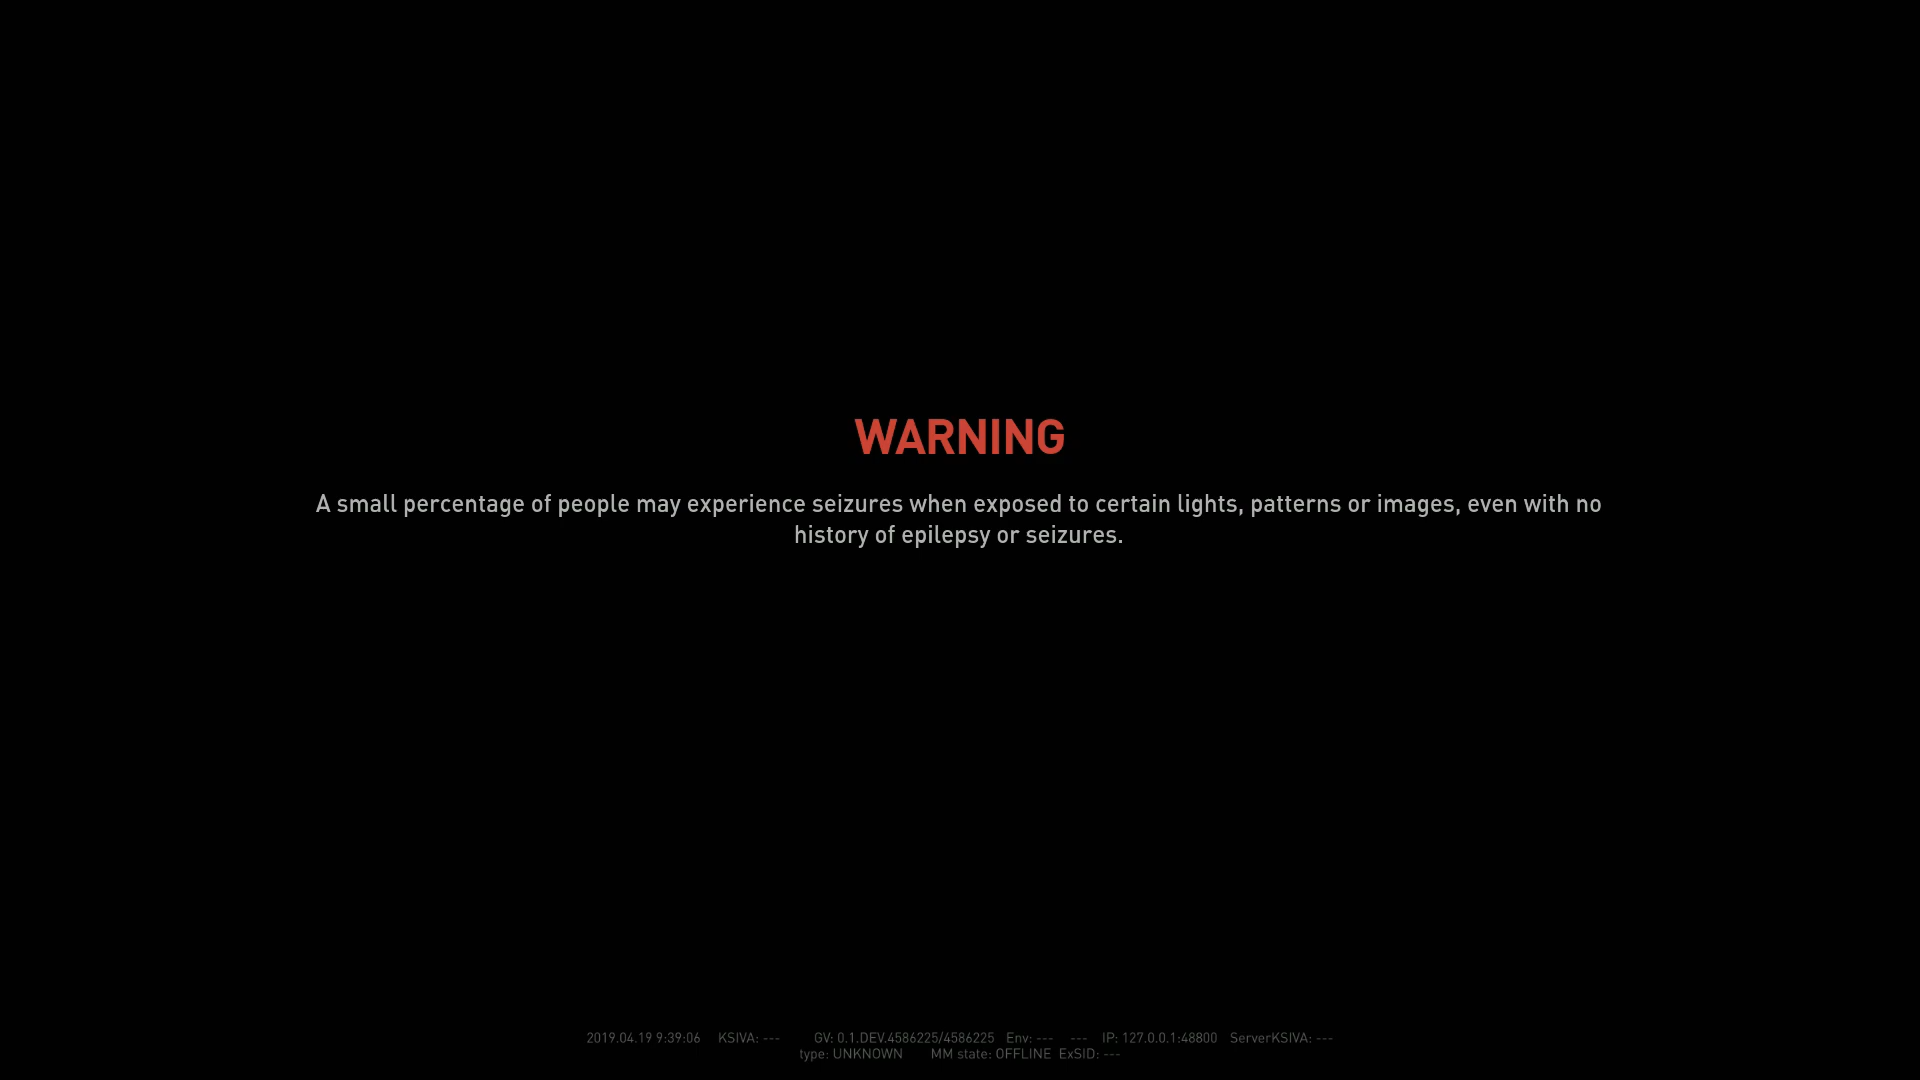 WARNING
A small percentage of people may experience seizures when exposed to certain lights, patterns or images, even with no
history of epilepsy or seizures.
2019.04.19 9:39:06 KSIVA: --- GV: 0.1.DEV.4586225/4586225 Env: --- --- IP: 127.0.0.1:48800 ServerKSIVA: ---
type: UNKNOWN MM state: OFFLINE ExSID: ---